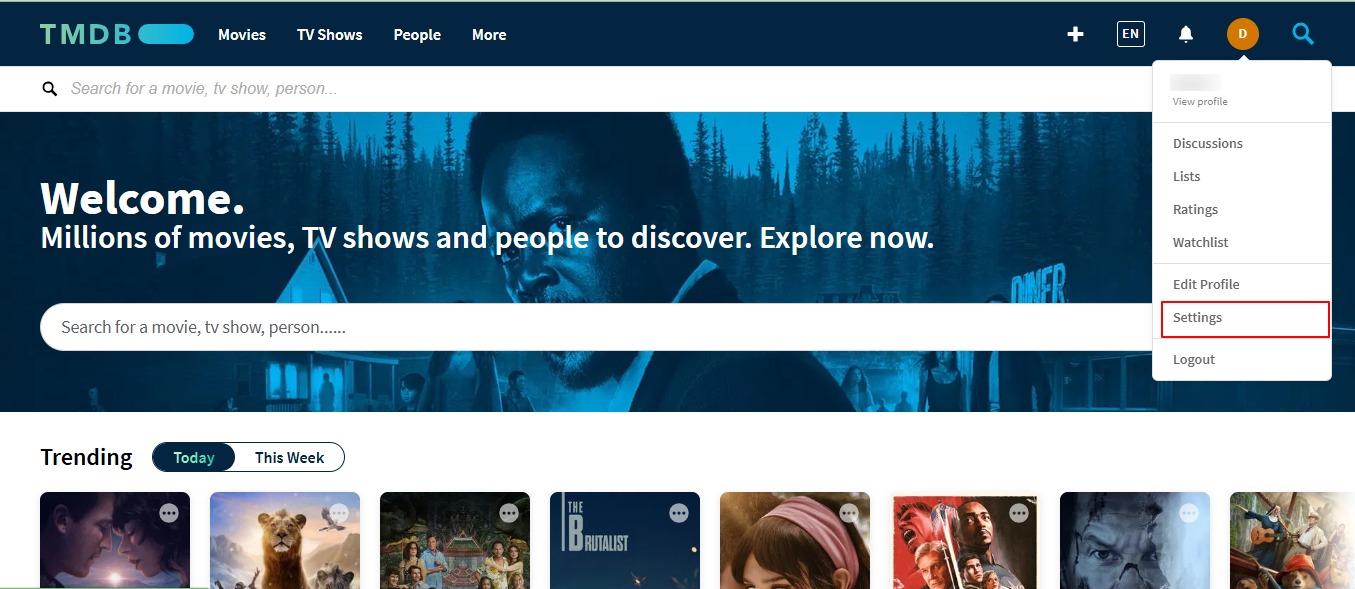 TMDB
Movies TV Shows People More
EN
D
Search for a movie, tv show, person...
View profile
Discussions
Lists
Ratings
Watchlist
Edit Profile
Settings
Logout
Welcome.
Millions of movies, TV shows and people to discover. Explore now.
DINER
Search for a movie, tv show, person......
Trending Today This Week
THE
BRUTALIST